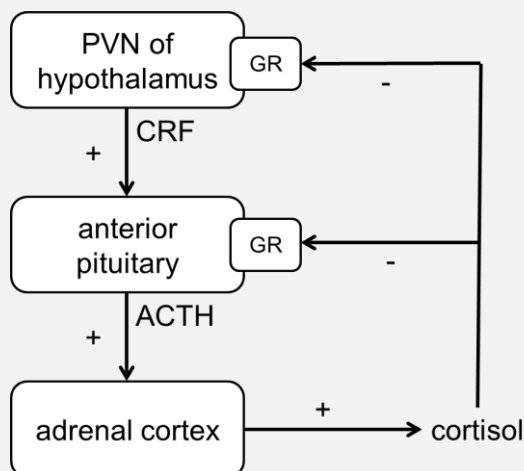 PVN of
hypothalamus
GR
-
CRF
+
anterior
pituitary
GR
-
ACTH
+
adrenal cortex
+
cortisol